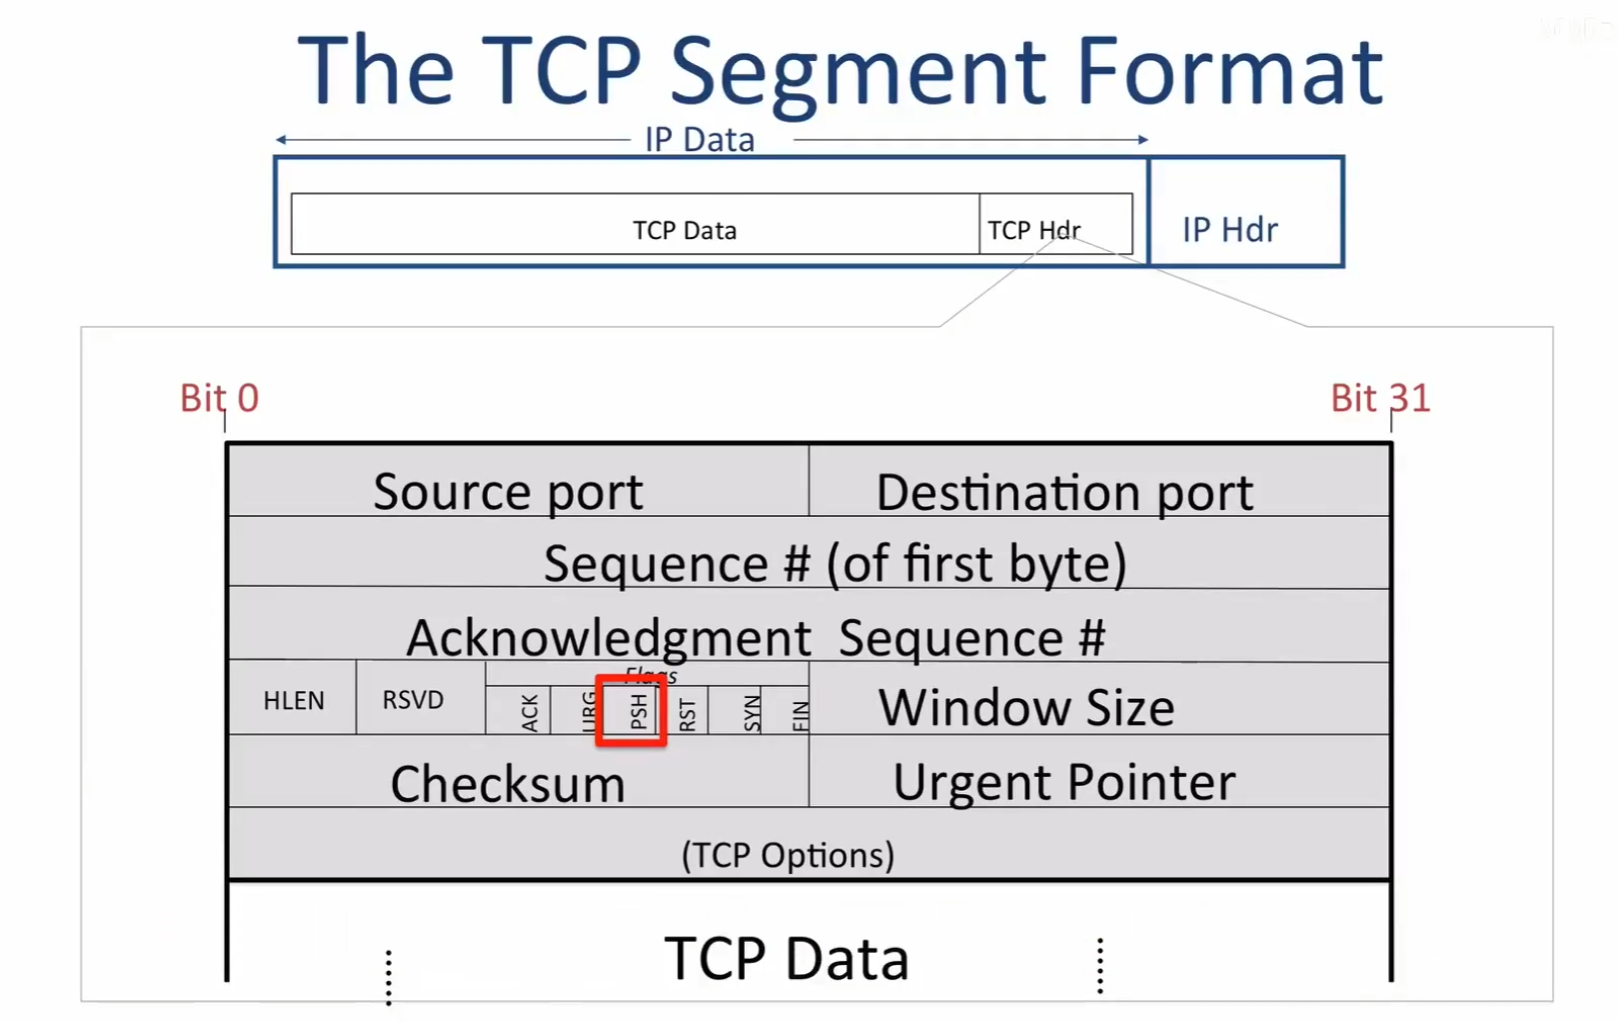 The TCP Segment Format
IP Data
TCP Data
TCP Hdr
IP Hdr
Bit 0
Bit 31
Source port
Destination port
Sequence # (of first byte)
Acknowledgment Sequence #
Flags
HLEN
RSVD
ACK
URG
PSH
RST
SYN
FIN
Window Size
Checksum
Urgent Pointer
(TCP Options)
TCP Data